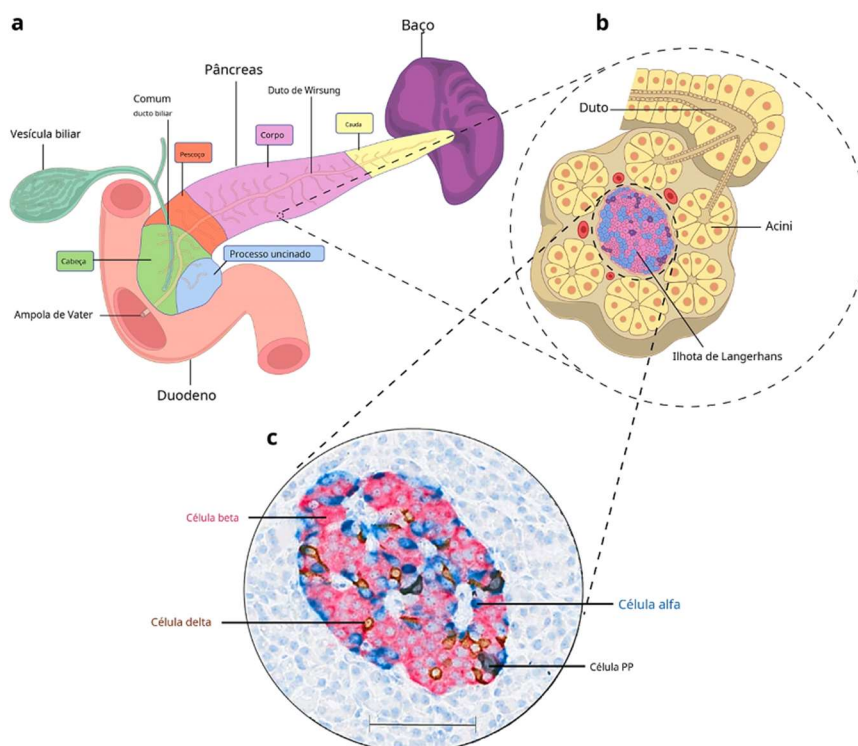 a
Baço
b
Pâncreas
Comum
ducto biliar
Duto de Wirsung
Duto
Vesícula biliar
Pescoço
Corpo
Cauda
Cabeça
Processo uncinado
Acini
Ampola de Vater
Ilhota de Langerhans
Duodeno
c
Célula beta
Célula alfa
Célula delta
Célula PP